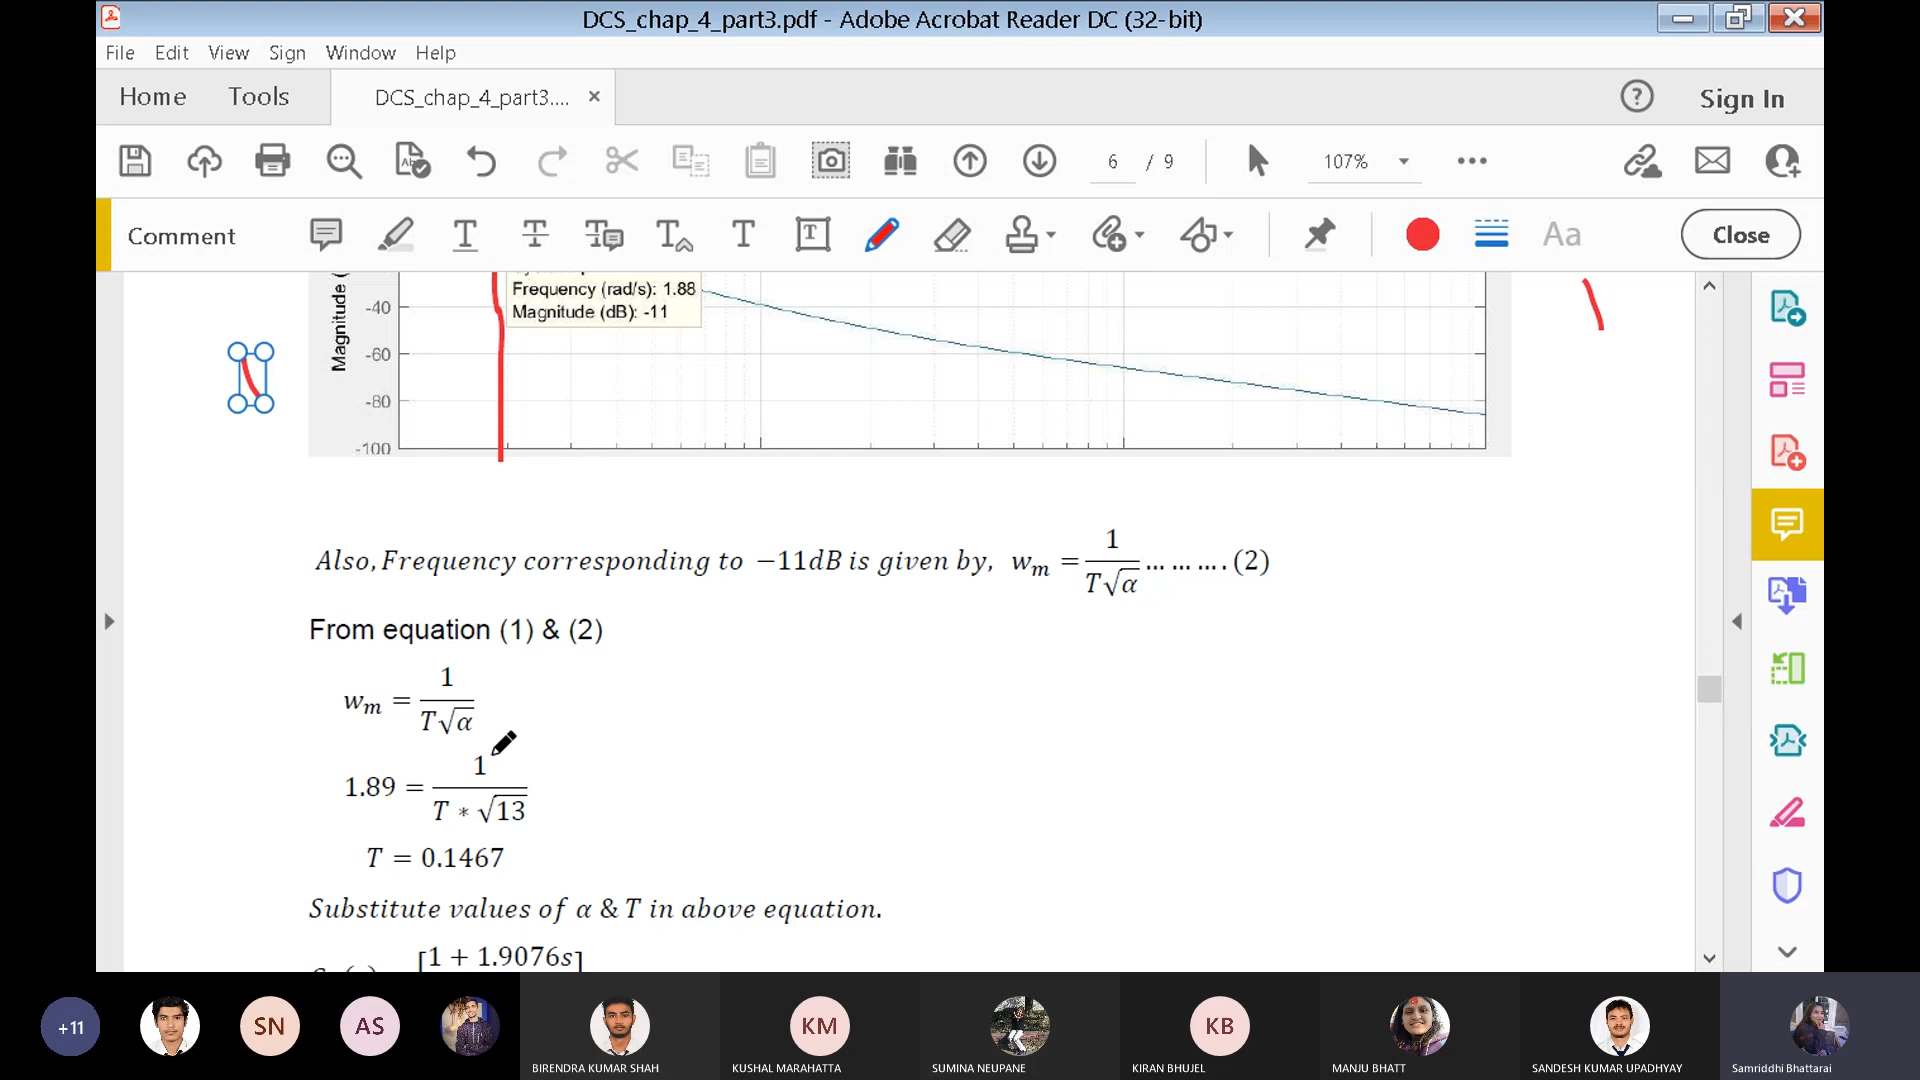 DCS_chap_4_part3.pdf - Adobe Acrobat Reader DC (32-bit)
File Edit View Sign Window Help
Home Tools DCS_chap_4_part3.... × ? Sign In
6 / 9 107%
Comment Aa Close
Magnitude (
Frequency (rad/s): 1.88
Magnitude (dB): -11
-40
-60
-80
-100
Also, Frequency corresponding to −11dB is given by, wₘ = 1/(T√α) … … … . (2)
From equation (1) & (2)
wₘ = 1/(T√α)
1.89 = 1/(T ∗ √13)
T = 0.1467
Substitute values of α & T in above equation.
[1 + 1.9076s]
+11 SN AS KM KB
BIRENDRA KUMAR SHAH KUSHAL MARAHATTA SUMINA NEUPANE KIRAN BHUJEL MANJU BHATT SANDESH KUMAR UPADHYAY Samriddhi Bhattarai